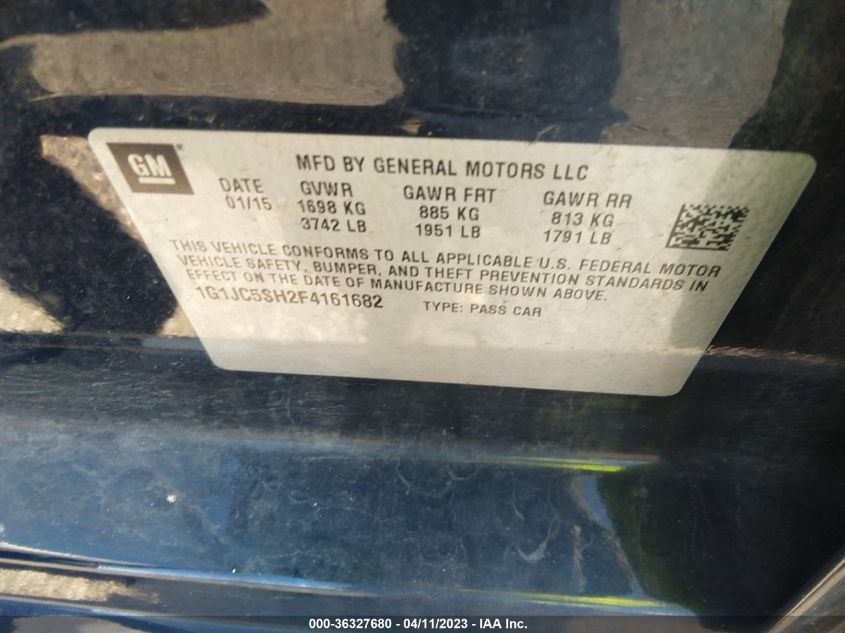 GM
MFD BY GENERAL MOTORS LLC
DATE GVWR GAWR FRT GAWR RR
01/15 1698 KG 885 KG 813 KG
3742 LB 1951 LB 1791 LB
THIS VEHICLE CONFORMS TO ALL APPLICABLE U.S. FEDERAL MOTOR
VEHICLE SAFETY, BUMPER, AND THEFT PREVENTION STANDARDS IN
EFFECT ON THE DATE OF MANUFACTURE SHOWN ABOVE.
1G1JC5SH2F4161682 TYPE: PASS CAR
000-36327680 - 04/11/2023 - © IAA Inc.